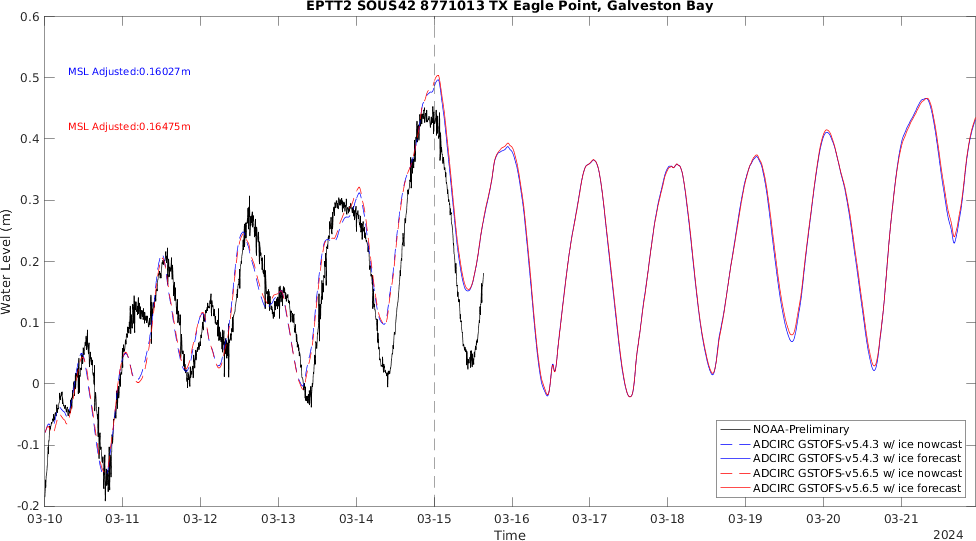 EPTT2 SOUS42 8771013 TX Eagle Point, Galveston Bay
0.6
0.5
0.4
0.3
0.2
0.1
0
-0.1
-0.2
Water Level (m)
MSL Adjusted:0.16027m
MSL Adjusted:0.16475m
NOAA-Preliminary
ADCIRC GSTOFS-v5.4.3 w/ ice nowcast
ADCIRC GSTOFS-v5.4.3 w/ ice forecast
ADCIRC GSTOFS-v5.6.5 w/ ice nowcast
ADCIRC GSTOFS-v5.6.5 w/ ice forecast
03-10 03-11 03-12 03-13 03-14 03-15 03-16 03-17 03-18 03-19 03-20 03-21
Time
2024